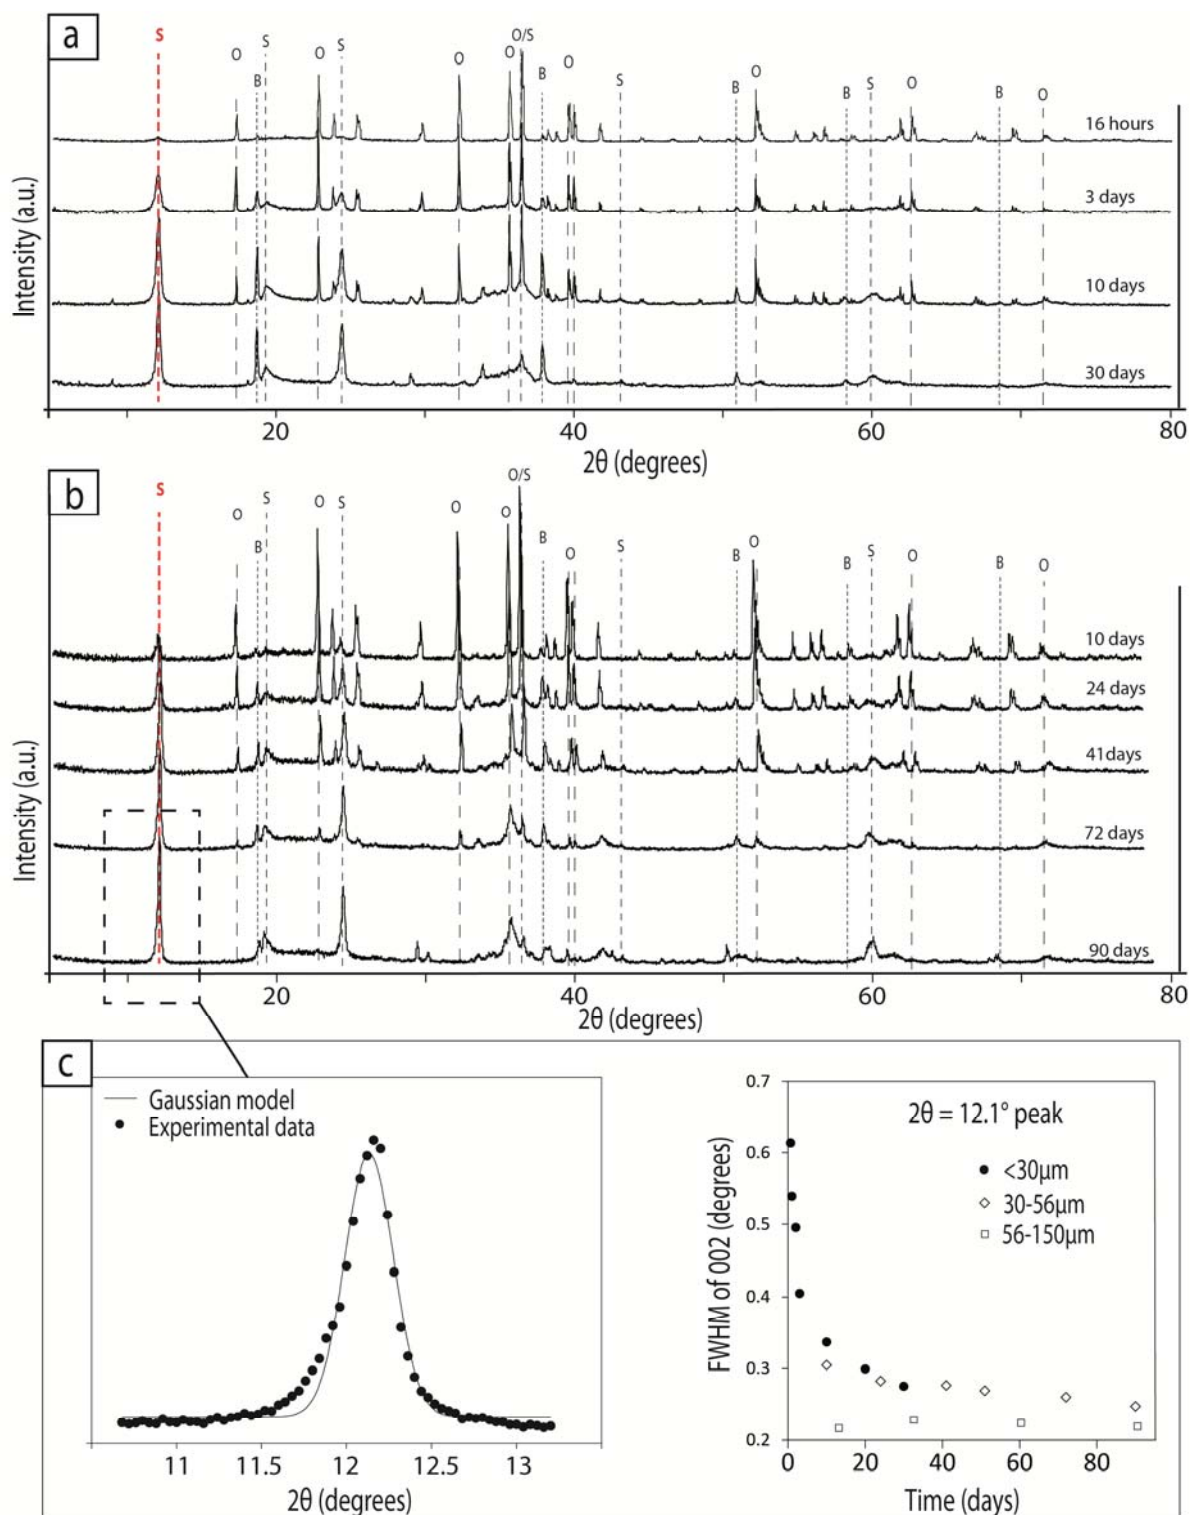 a
S
O
B
S
O
S
O
O
O/S
B
O
S
B
O
B
S
O
B
O
16 hours
3 days
10 days
30 days
Intensity (a.u.)
20
40
60
80
2θ (degrees)
b
S
O
B
S
O
S
O
O
O/S
B
O
S
B
O
B
S
O
B
O
10 days
24 days
41days
72 days
90 days
Intensity (a.u.)
20
40
60
80
2θ (degrees)
c
Gaussian model
Experimental data
11
11.5
12
12.5
13
2θ (degrees)
2θ = 12.1° peak
<30µm
30-56µm
56-150µm
FWHM of 002 (degrees)
0.7
0.6
0.5
0.4
0.3
0.2
0
20
40
60
80
Time (days)